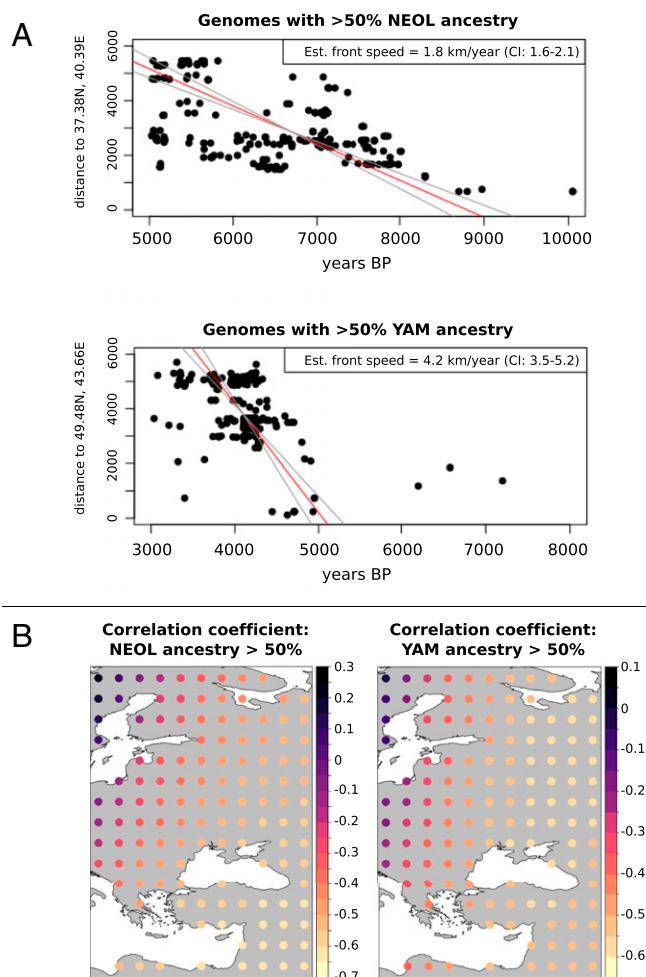 A
Genomes with >50% NEOL ancestry
Est. front speed = 1.8 km/year (CI: 1.6-2.1)
distance to 37.38N, 40.39E
6000
4000
2000
0
5000 6000 7000 8000 9000 10000
years BP
Genomes with >50% YAM ancestry
Est. front speed = 4.2 km/year (CI: 3.5-5.2)
distance to 49.48N, 43.66E
6000
4000
2000
0
3000 4000 5000 6000 7000 8000
years BP
B
Correlation coefficient:
NEOL ancestry > 50%
0.3
0.2
0.1
0
-0.1
-0.2
-0.3
-0.4
-0.5
-0.6
-0.7
Correlation coefficient:
YAM ancestry > 50%
0.1
0
-0.1
-0.2
-0.3
-0.4
-0.5
-0.6